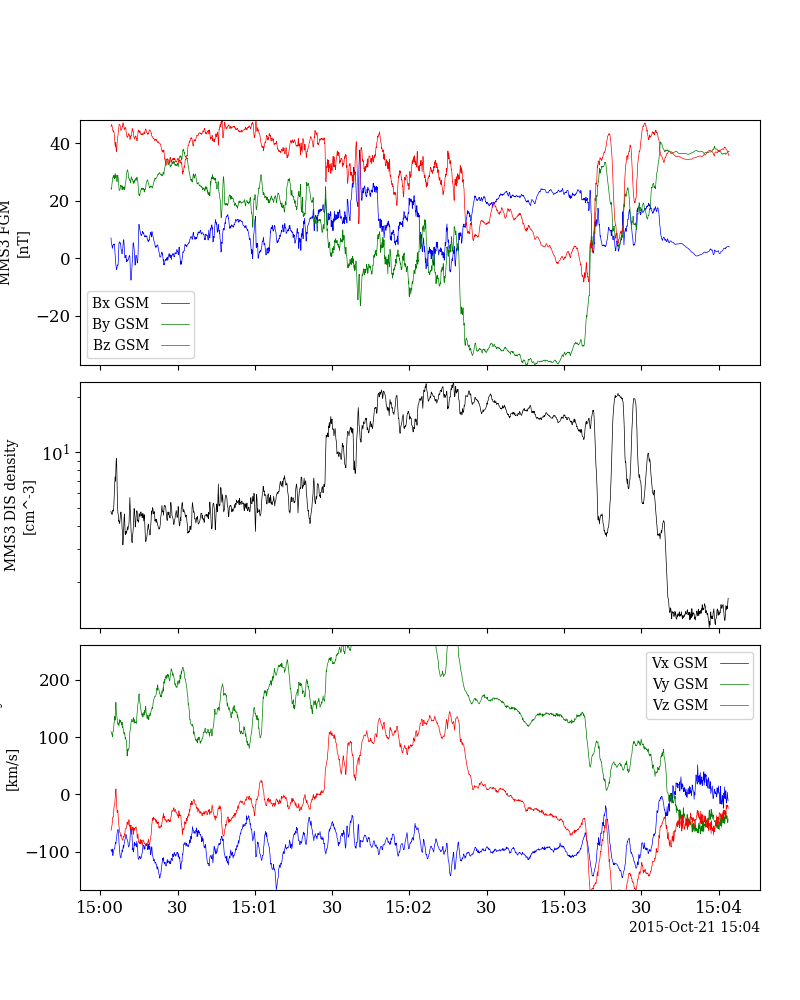 40
20
0
−20
MMS3 FGM
[nT]
Bx GSM
By GSM
Bz GSM
10^1
MMS3 DIS density
[cm^-3]
200
100
0
−100
[km/s]
Vx GSM
Vy GSM
Vz GSM
15:00 30 15:01 30 15:02 30 15:03 30 15:04
2015-Oct-21 15:04